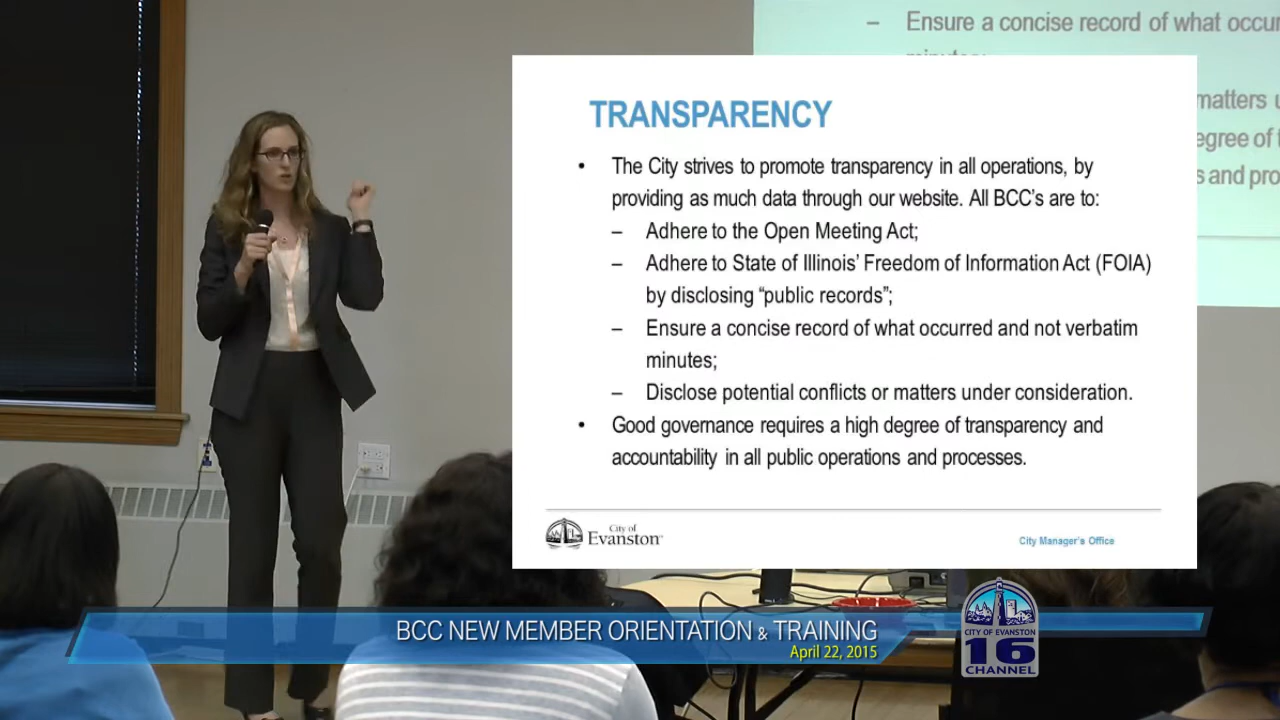 – Ensure a concise record of what occur
minutes;
matters u
egree of t
s and pro
TRANSPARENCY
• The City strives to promote transparency in all operations, by
providing as much data through our website. All BCC's are to:
– Adhere to the Open Meeting Act;
– Adhere to State of Illinois' Freedom of Information Act (FOIA)
by disclosing “public records”;
– Ensure a concise record of what occurred and not verbatim
minutes;
– Disclose potential conflicts or matters under consideration.
• Good governance requires a high degree of transparency and
accountability in all public operations and processes.
City of
Evanston
City Manager's Office
BCC NEW MEMBER ORIENTATION & TRAINING
April 22, 2015
CITY OF EVANSTON
16
CHANNEL